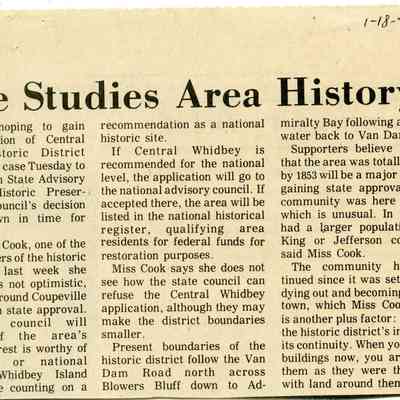 1-18-
e Studies Area History
hoping to gain
ion of Central
storic District
case Tuesday to
n State Advisory
Historic Preser-
ouncil's decision
wn in time for
Cook, one of the
rs of the historic
last week she
s not optimistic,
round Coupeville
n state approval.
council will
of the area's
rest is worthy of
or national
Whidbey Island
e counting on a
recommendation as a national
historic site.
If Central Whidbey is
recommended for the national
level, the application will go to
the national advisory council. If
accepted there, the area will be
listed in the national historical
register, qualifying area
residents for federal funds for
restoration purposes.
Miss Cook says she does not
see how the state council can
refuse the Central Whidbey
application, although they may
make the district boundaries
smaller.
Present boundaries of the
historic district follow the Van
Dam Road north across
Blowers Bluff down to Ad-
miralty Bay following a
water back to Van Dam
Supporters believe
that the area was totall
by 1853 will be a major
gaining state approval.
community was here
which is unusual. In
had a larger populati
King or Jefferson co
said Miss Cook.
The community h
tinued since it was set
dying out and becoming
town, which Miss Coo
is another plus factor:
the historic district's in
its continuity. When yo
buildings now, you ar
them as they were th
with land around them